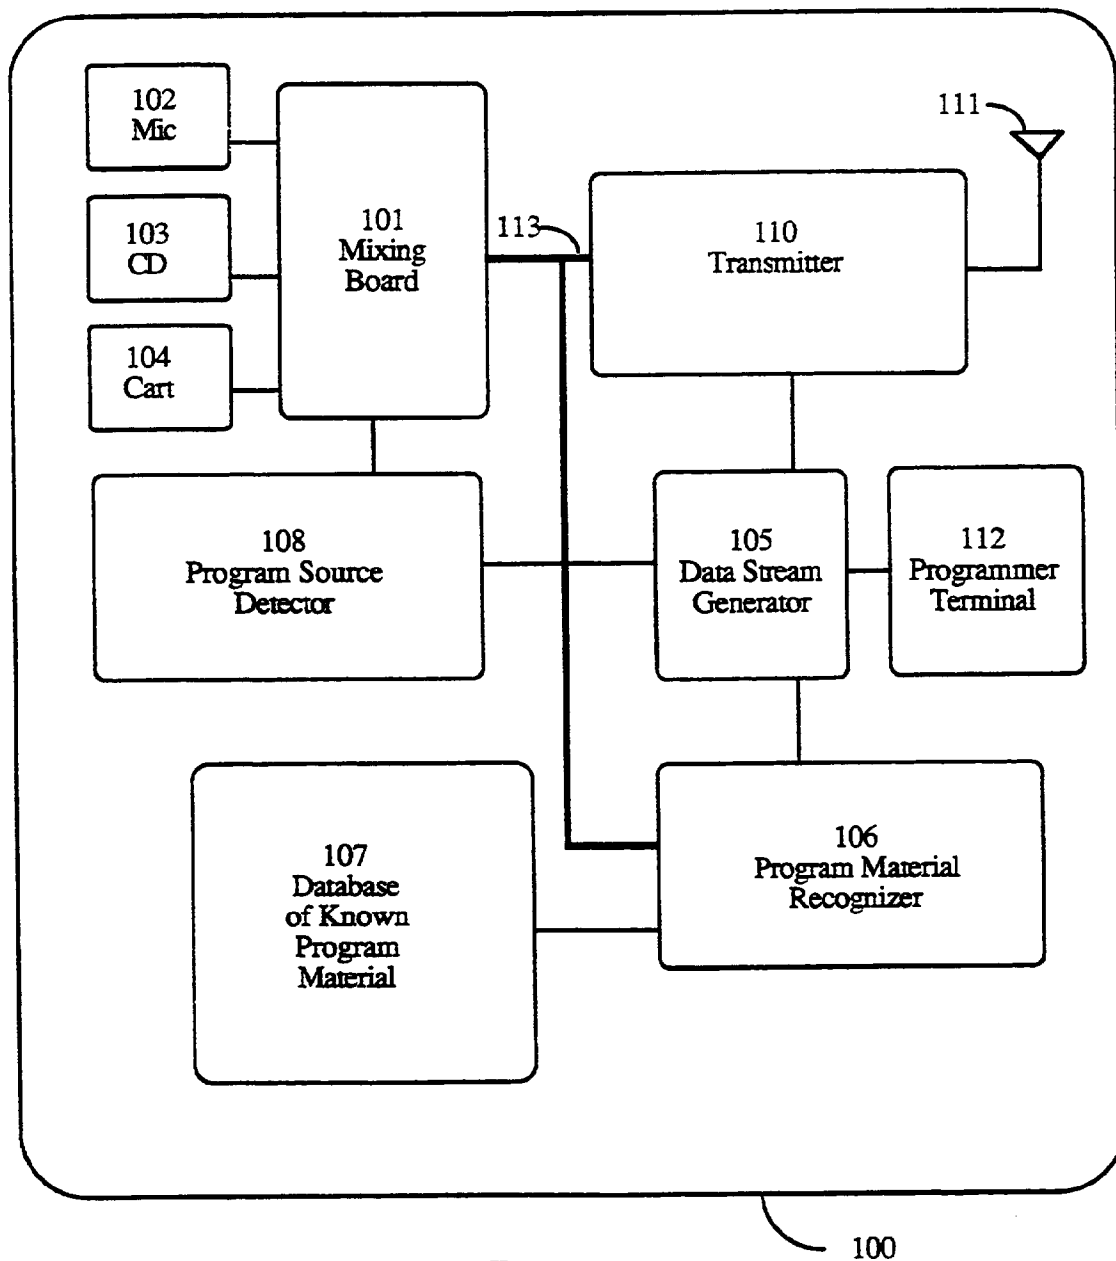 102
Mic
103
CD
104
Cart
101
Mixing
Board
113
110
Transmitter
111
108
Program Source
Detector
105
Data Stream
Generator
112
Programmer
Terminal
107
Database
of Known
Program
Material
106
Program Material
Recognizer
100